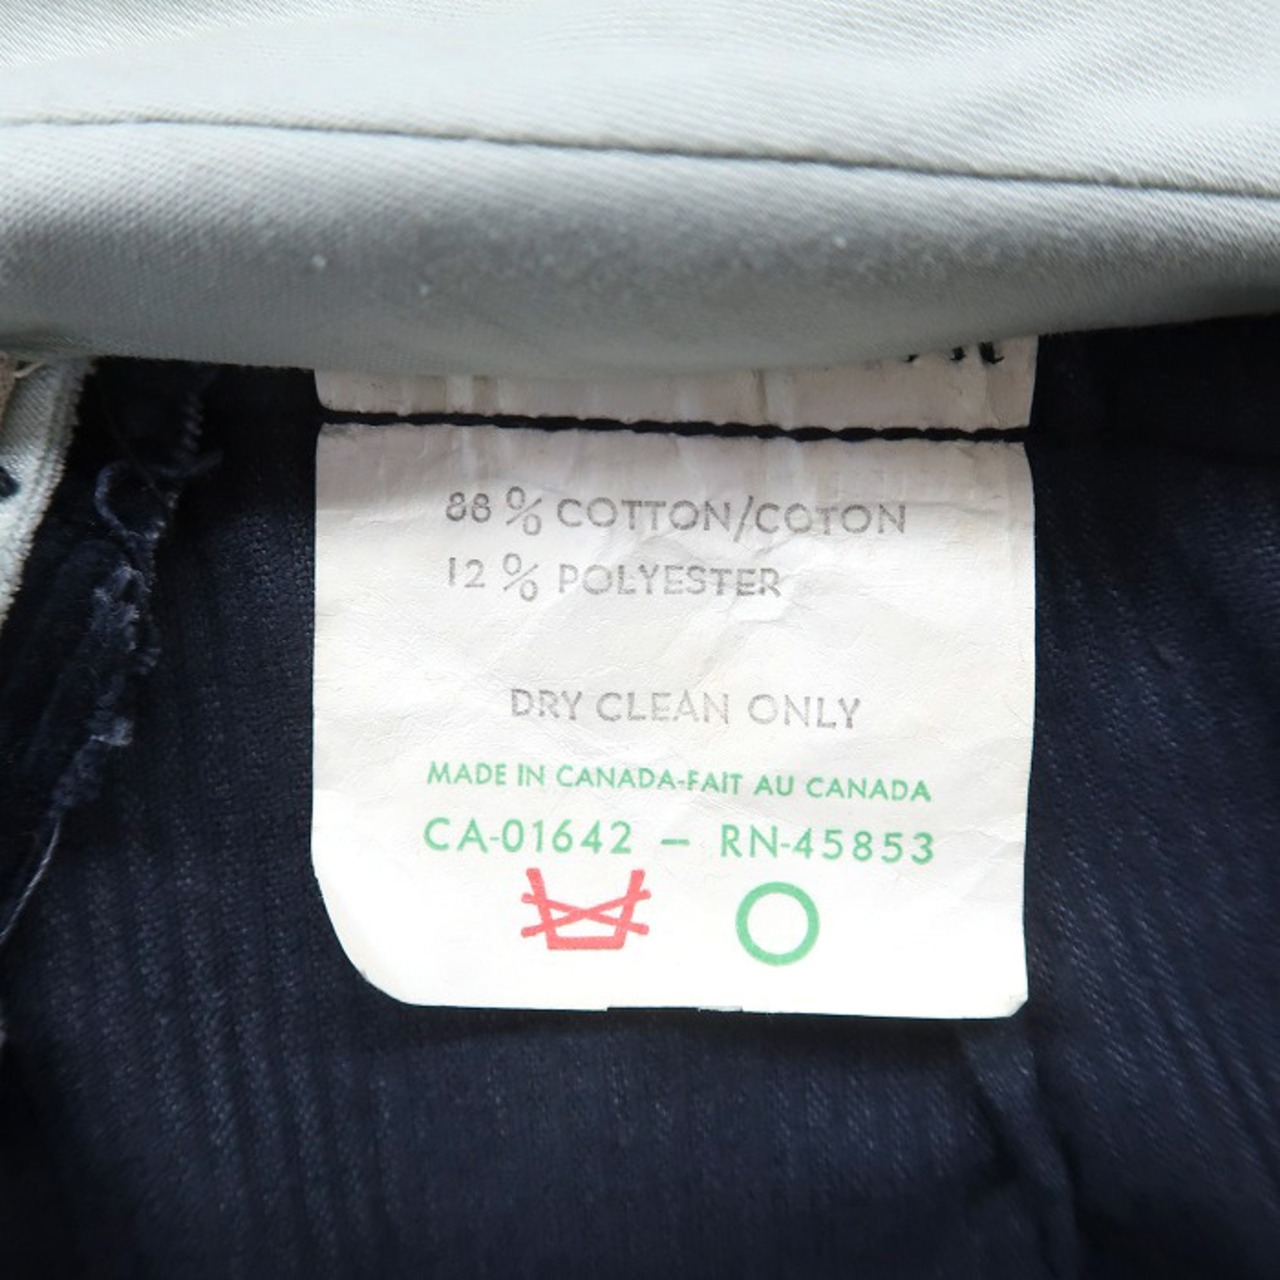 88% COTTON/COTON
12% POLYESTER
DRY CLEAN ONLY
MADE IN CANADA-FAIT AU CANADA
CA-01642 – RN-45853